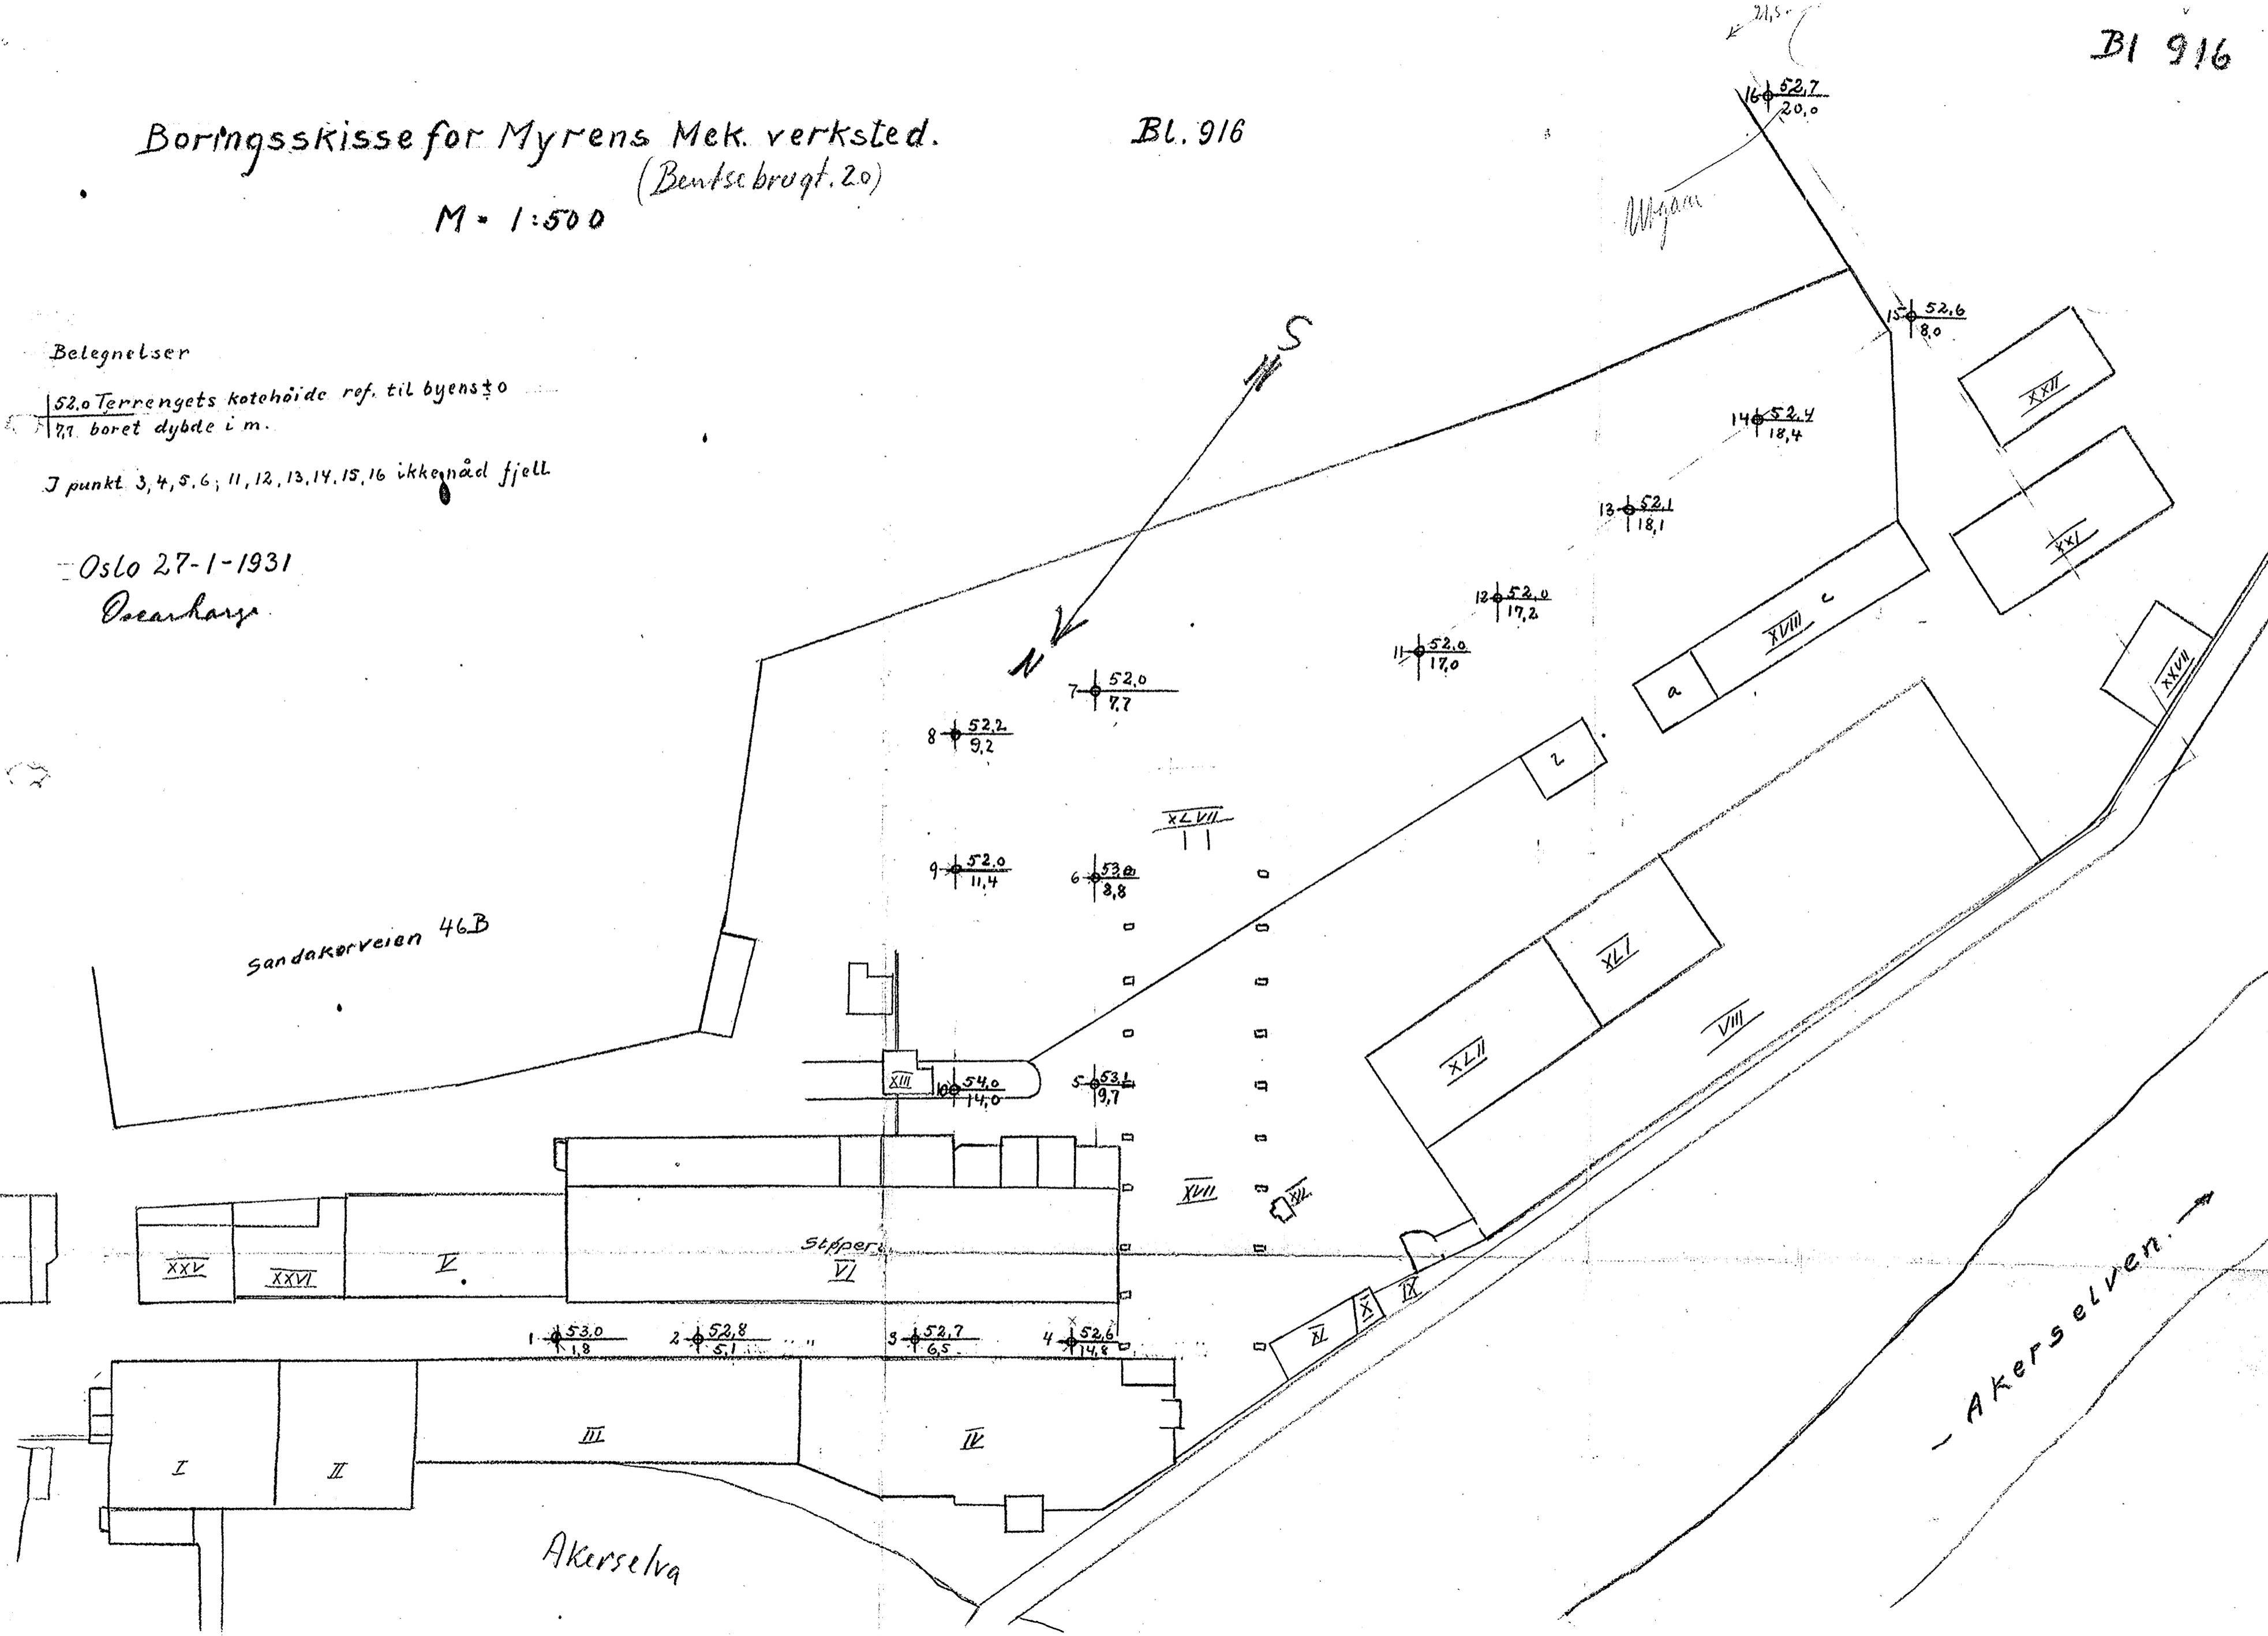 21,5
Bl 916
Boringsskisse for Myrens Mek. verksted.
Bl. 916
(Bentsebrugt. 20)
M = 1:500
16 52,7
20,0
15 52,6
8,0
Belegnelser
52.0 Terrengets kotehöide ref. til byens ± 0
7,7 boret dybde i m.
I punkt 3, 4, 5, 6, 11, 12, 13, 14, 15, 16 ikke nåd fjell
Oslo 27-1-1931
S
N
N
XXII
14 52,4
18,4
13 52,1
18,1
XXI
12 52,0
17,2
XVIII c
a
11 52,0
17,0
XXVII
7 52,0
7,7
8 52,2
9,2
2
XLVII
9 52,0
11,4
6 53,0
8,8
Sandakerveien 46B
XLI
VIII
XLII
XIII
10 54,0
14,0
5 53,1
9,7
XVII
XXV
XXVI
V
Støperi
VI
IX
X
XI
Akerselven.
1 53,0
1,8
2 52,8
5,1
3 52,7
6,5
4 52,6
14,8
I
II
III
IV
Akerselva